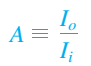 A ≡ I_o / I_i